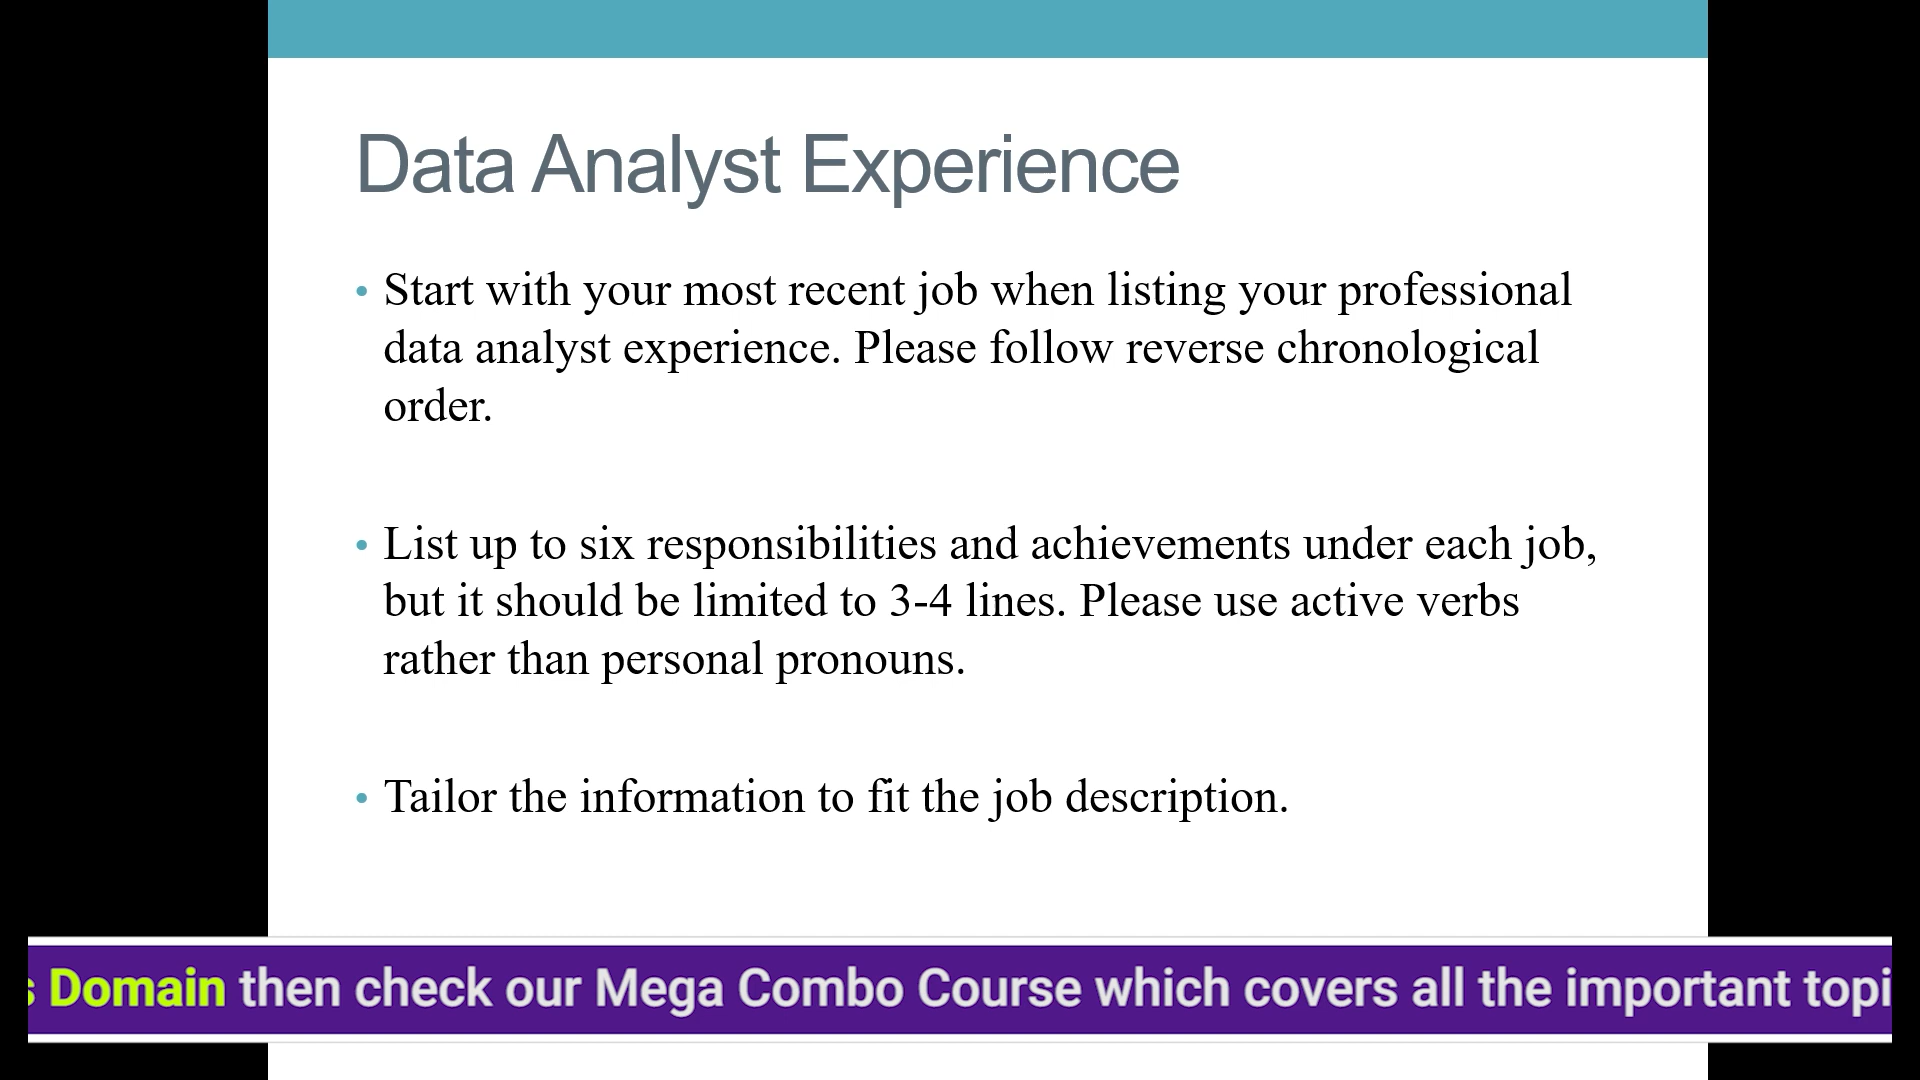 Data Analyst Experience
• Start with your most recent job when listing your professional
data analyst experience. Please follow reverse chronological
order.
• List up to six responsibilities and achievements under each job,
but it should be limited to 3-4 lines. Please use active verbs
rather than personal pronouns.
• Tailor the information to fit the job description.
Domain then check our Mega Combo Course which covers all the important